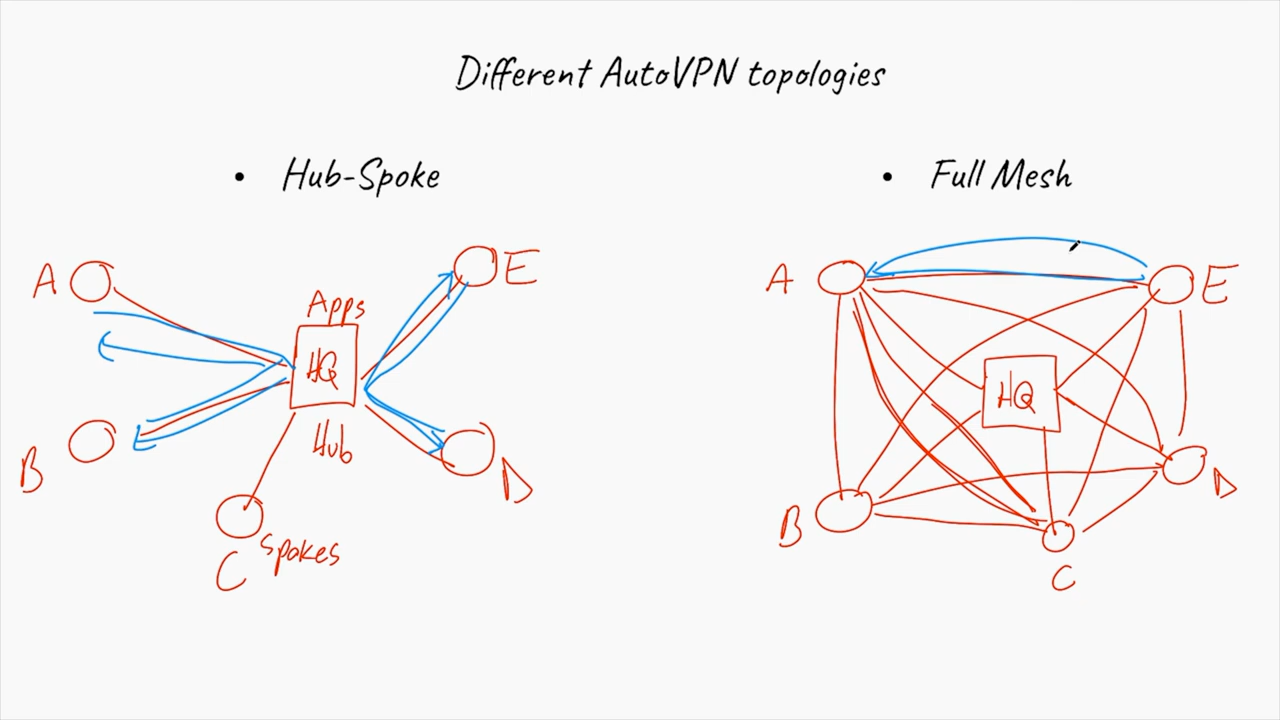 Different AutoVPN topologies
• Hub-Spoke
A
E
Apps
HQ
Hub
B
D
Spokes
C
• Full Mesh
A
E
HQ
B
D
C